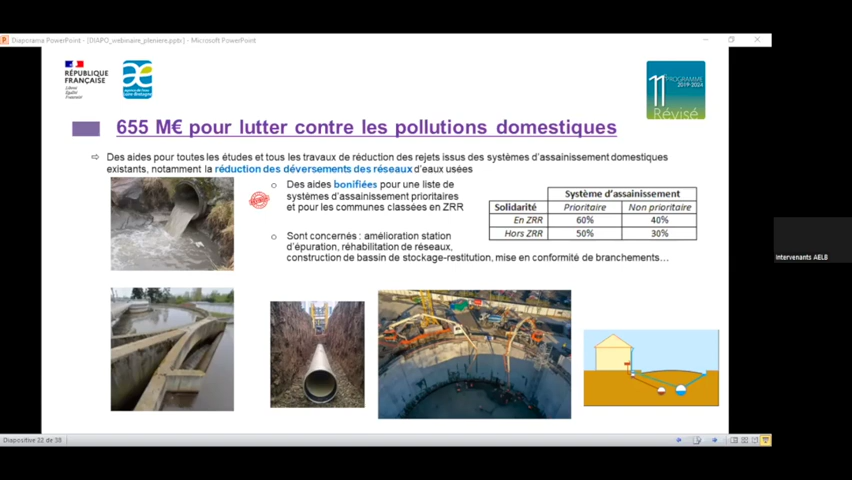 Diaporama PowerPoint - [DIAPO_webinaire_pleniere.pptx] - Microsoft PowerPoint
RÉPUBLIQUE
FRANÇAISE
Liberté
Égalité
Fraternité
11 PROGRAMME
2019-2024
Révisé
655 M€ pour lutter contre les pollutions domestiques
⇨ Des aides pour toutes les études et tous les travaux de réduction des rejets issus des systèmes d'assainissement domestiques
existants, notamment la réduction des déversements des réseaux d'eaux usées
o Des aides bonifiées pour une liste de
systèmes d'assainissement prioritaires
et pour les communes classées en ZRR
Système d'assainissement
Solidarité Prioritaire Non prioritaire
En ZRR 60% 40%
Hors ZRR 50% 30%
o Sont concernés : amélioration station
d'épuration, réhabilitation de réseaux,
construction de bassin de stockage-restitution, mise en conformité de branchements…
Intervenants AELB
Diapositive 22 de 38